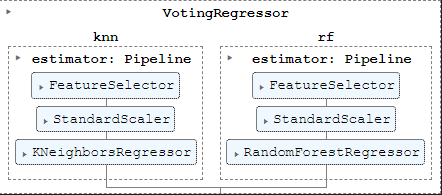 VotingRegressor
knn rf
estimator: Pipeline estimator: Pipeline
FeatureSelector FeatureSelector
StandardScaler StandardScaler
KNeighborsRegressor RandomForestRegressor